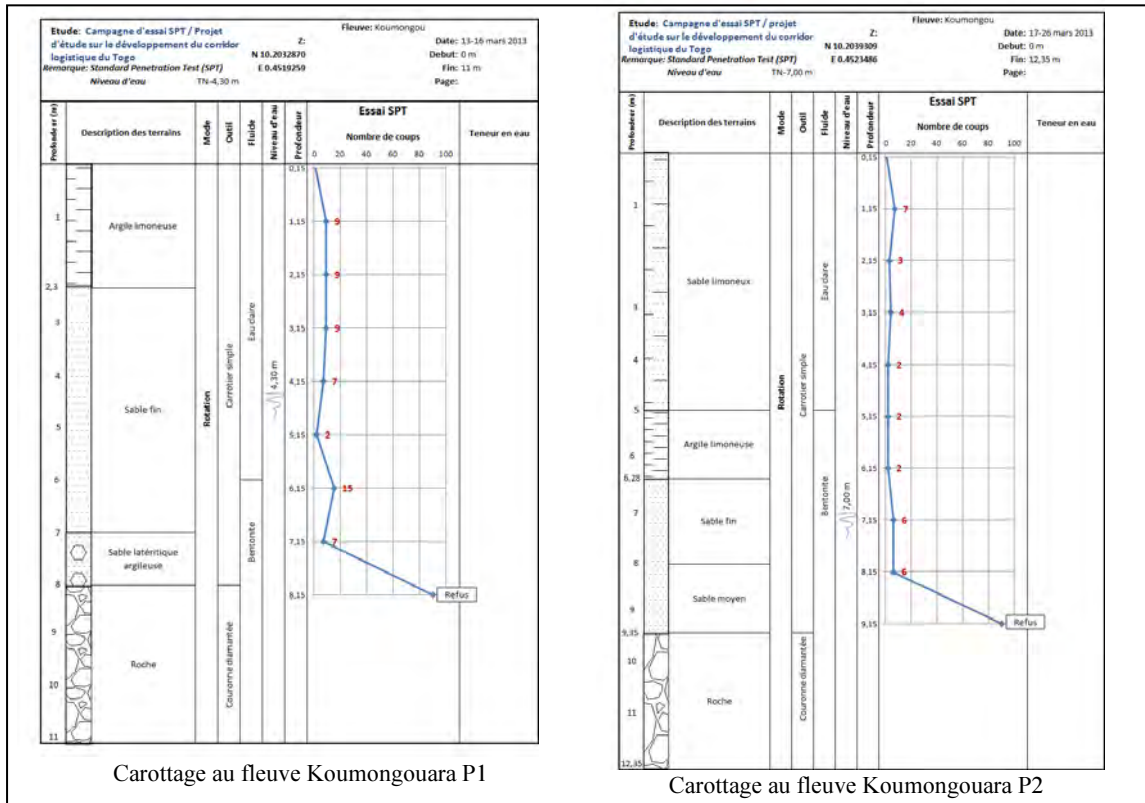 Fleuve: Koumongou
Etude: Campagne d'essai SPT / Projet
d'étude sur le développement du corridor
logistique du Togo
Remarque: Standard Penetration Test (SPT)
Niveau d'eau TN-4,30 m
Z:
N 10.2032870
E 0.4519259
Date: 13-16 mars 2013
Debut: 0 m
Fin: 11 m
Page:
Profondeer (m)
Description des terrains
Mode
Outil
Fluide
Niveau d'eau
Profondeur
Essai SPT
Nombre de coups
Teneur en eau
0 20 40 60 80 100
0,15
1,15
2,15
3,15
4,15
5,15
6,15
7,15
8,15
9
9
9
7
2
15
7
Refus
1
2,3
3
4
5
6
7
8
9
10
11
Argile limoneuse
Sable fin
Sable latéritique
argileuse
Roche
Rotation
Carrotier simple
Couronne diamantée
Eau claire
Bentonite
4,30 m
Carottage au fleuve Koumongouara P1
Fleuve: Koumongou
Etude: Campagne d'essai SPT / projet
d'étude sur le développement du corridor
logistique du Togo
Remarque: Standard Penetration Test (SPT)
Niveau d'eau TN-7,00 m
Z:
N 10.2039309
E 0.4523486
Date: 17-26 mars 2013
Debut: 0 m
Fin: 12,35 m
Page:
Profondeer (m)
Description des terrains
Mode
Outil
Fluide
Niveau d'eau
Profondeur
Essai SPT
Nombre de coups
Teneur en eau
0 20 40 60 80 100
0,15
1,15
2,15
3,15
4,15
5,15
6,15
7,15
8,15
9,15
7
3
4
2
2
2
6
6
Refus
1
2
3
4
5
6
6,28
7
8
9
9,35
10
11
12,35
Sable limoneux
Argile limoneuse
Sable fin
Sable moyen
Roche
Rotation
Carrotier simple
Couronne diamantée
Eau claire
Bentonite
7,00 m
Carottage au fleuve Koumongouara P2